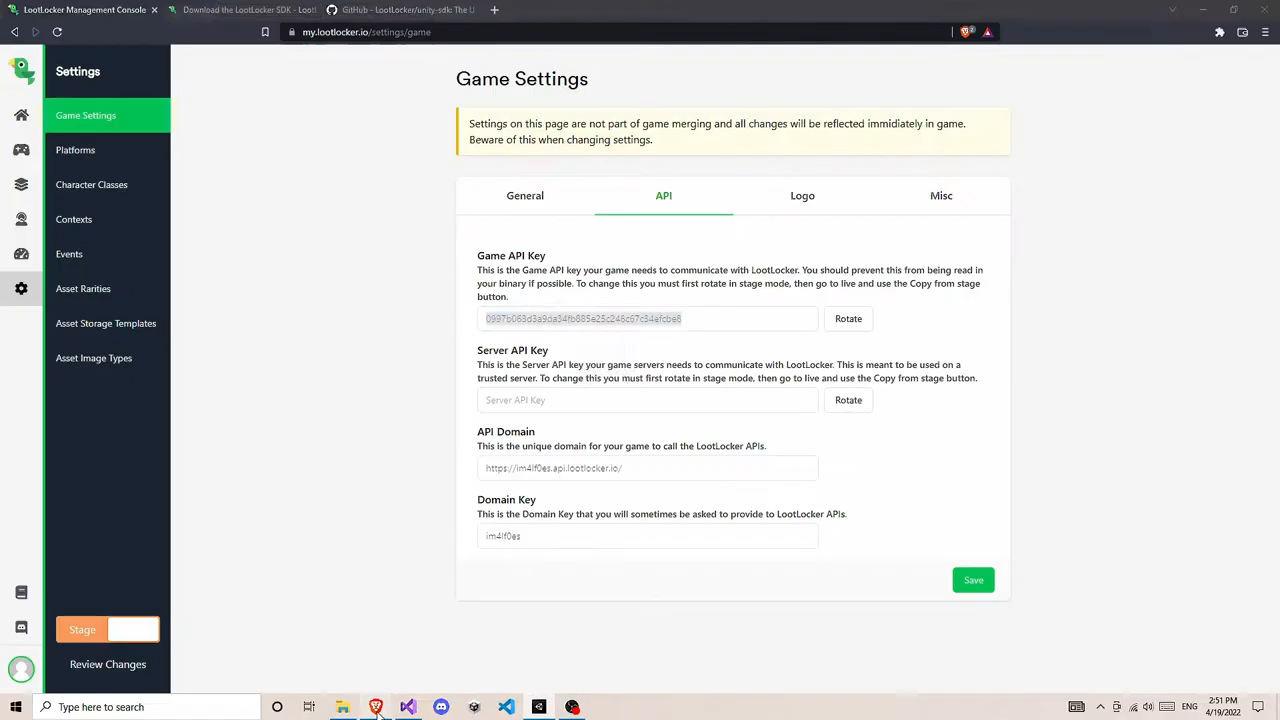 LootLocker Management Console
Download the LootLocker SDK - Loot
GitHub - LootLocker/unity-sdk: The U
my.lootlocker.io/settings/game
Settings
Game Settings
Platforms
Character Classes
Contexts
Events
Asset Rarities
Asset Storage Templates
Asset Image Types
Stage
Review Changes
Game Settings
Settings on this page are not part of game merging and all changes will be reflected immidiately in game.
Beware of this when changing settings.
General
API
Logo
Misc
Game API Key
This is the Game API key your game needs to communicate with LootLocker. You should prevent this from being read in
your binary if possible. To change this you must first rotate in stage mode, then go to live and use the Copy from stage
button.
Rotate
Server API Key
This is the Server API key your game servers needs to communicate with LootLocker. This is meant to be used on a
trusted server. To change this you must first rotate in stage mode, then go to live and use the Copy from stage button.
Server API Key
Rotate
API Domain
This is the unique domain for your game to call the LootLocker APIs.
https://im4lf0es.api.lootlocker.io/
Domain Key
This is the Domain Key that you will sometimes be asked to provide to LootLocker APIs.
im4lf0es
Save
Type here to search
ENG
2:51 PM
4/19/2022